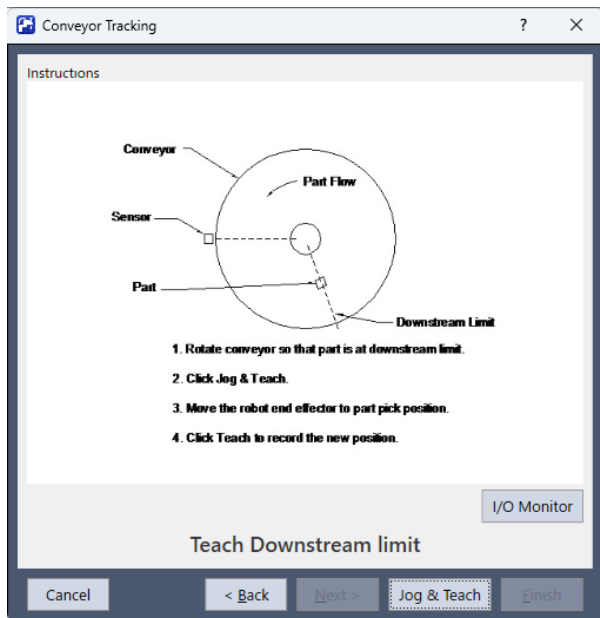 Conveyor Tracking
Instructions
Conveyor
Part Flow
Sensor
Part
Downstream Limit
1. Rotate conveyor so that part is at downstream limit.
2. Click Jog & Teach.
3. Move the robot end effector to part pick position.
4. Click Teach to record the new position.
I/O Monitor
Teach Downstream limit
Cancel
< Back
Next >
Jog & Teach
Finish